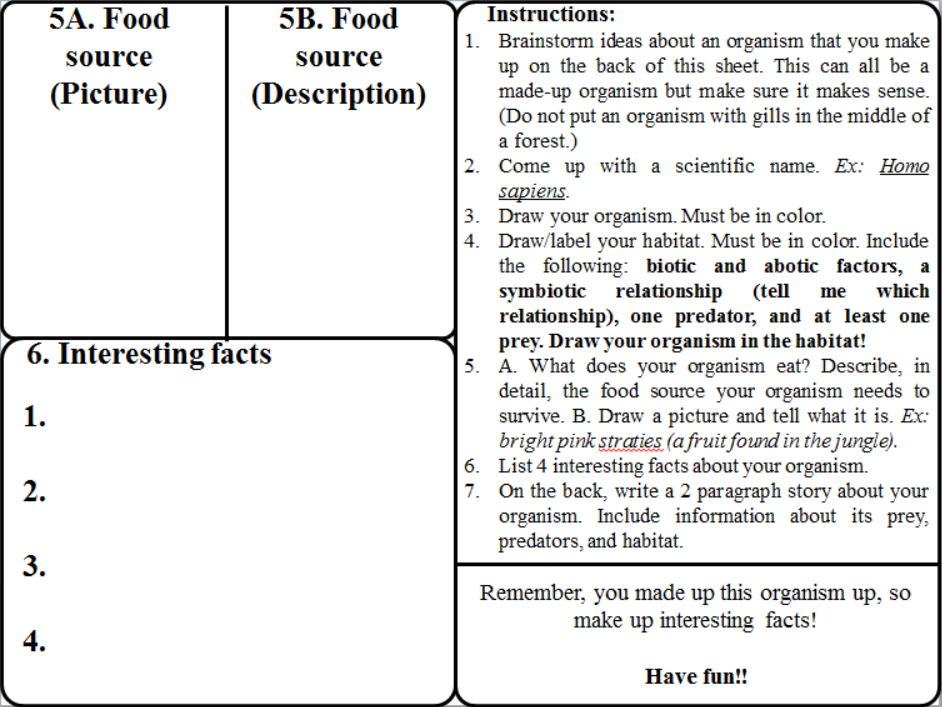 5A. Food
source
(Picture)
5B. Food
source
(Description)
6. Interesting facts
1.
2.
3.
4.
Instructions:
1. Brainstorm ideas about an organism that you make
up on the back of this sheet. This can all be a
made-up organism but make sure it makes sense.
(Do not put an organism with gills in the middle of
a forest.)
2. Come up with a scientific name. Ex: Homo
sapiens.
3. Draw your organism. Must be in color.
4. Draw/label your habitat. Must be in color. Include
the following: biotic and abotic factors, a
symbiotic relationship (tell me which
relationship), one predator, and at least one
prey. Draw your organism in the habitat!
5. A. What does your organism eat? Describe, in
detail, the food source your organism needs to
survive. B. Draw a picture and tell what it is. Ex:
bright pink straties (a fruit found in the jungle).
6. List 4 interesting facts about your organism.
7. On the back, write a 2 paragraph story about your
organism. Include information about its prey,
predators, and habitat.
Remember, you made up this organism up, so
make up interesting facts!
Have fun!!